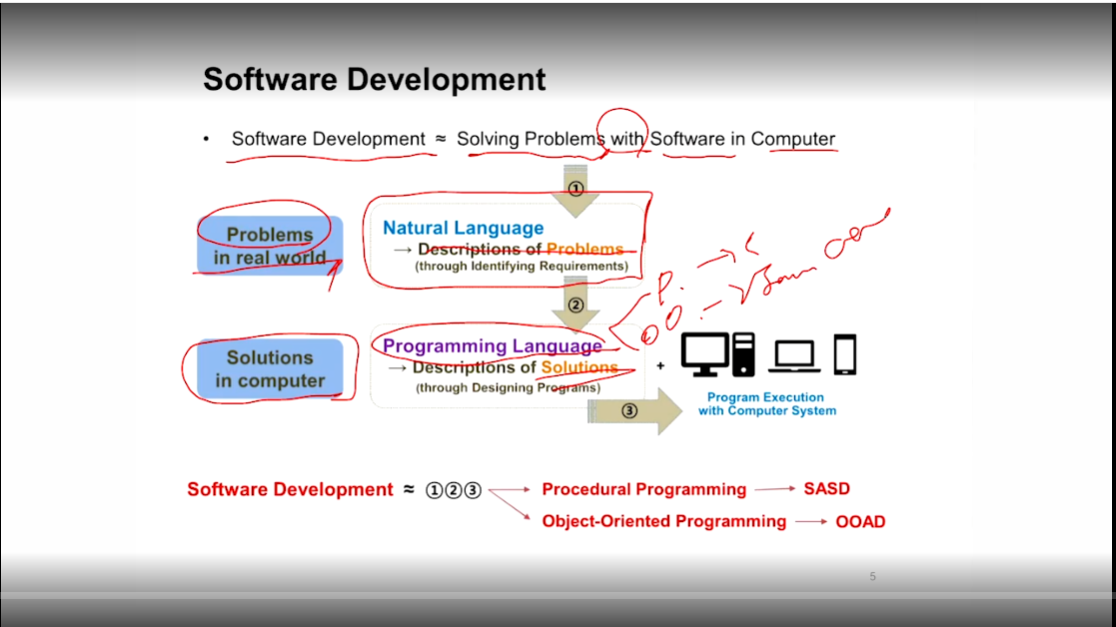 Software Development
• Software Development ≈ Solving Problems with Software in Computer
①
Problems
in real world
Natural Language
→ Descriptions of Problems
(through Identifying Requirements)
②
P. → C
OO. →
Solutions
in computer
Programming Language
→ Descriptions of Solutions
(through Designing Programs)
+
③
Program Execution
with Computer System
Software Development ≈ ①②③
Procedural Programming → SASD
Object-Oriented Programming → OOAD
5